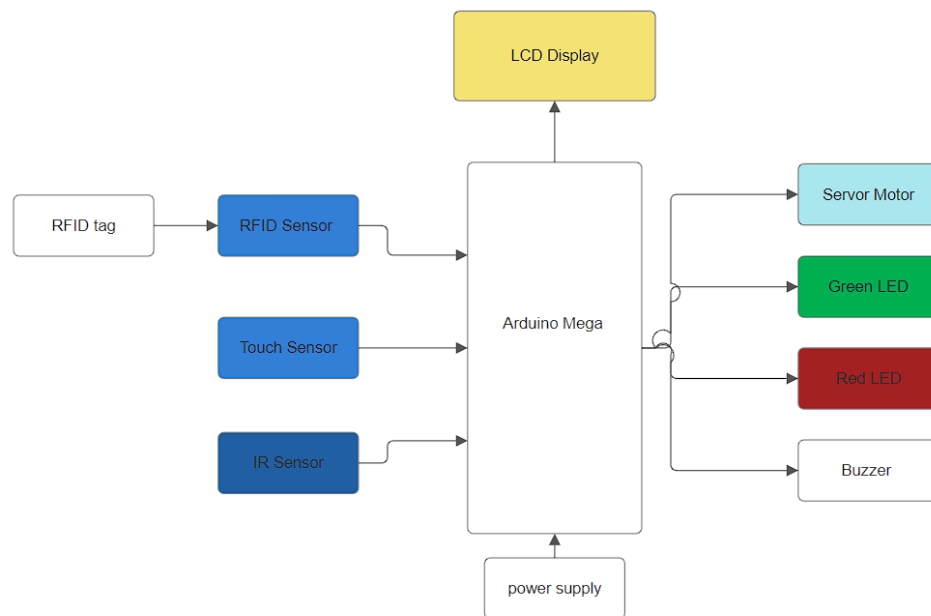 LCD Display
RFID tag
RFID Sensor
Servor Motor
Green LED
Touch Sensor
Arduino Mega
Red LED
IR Sensor
Buzzer
power supply